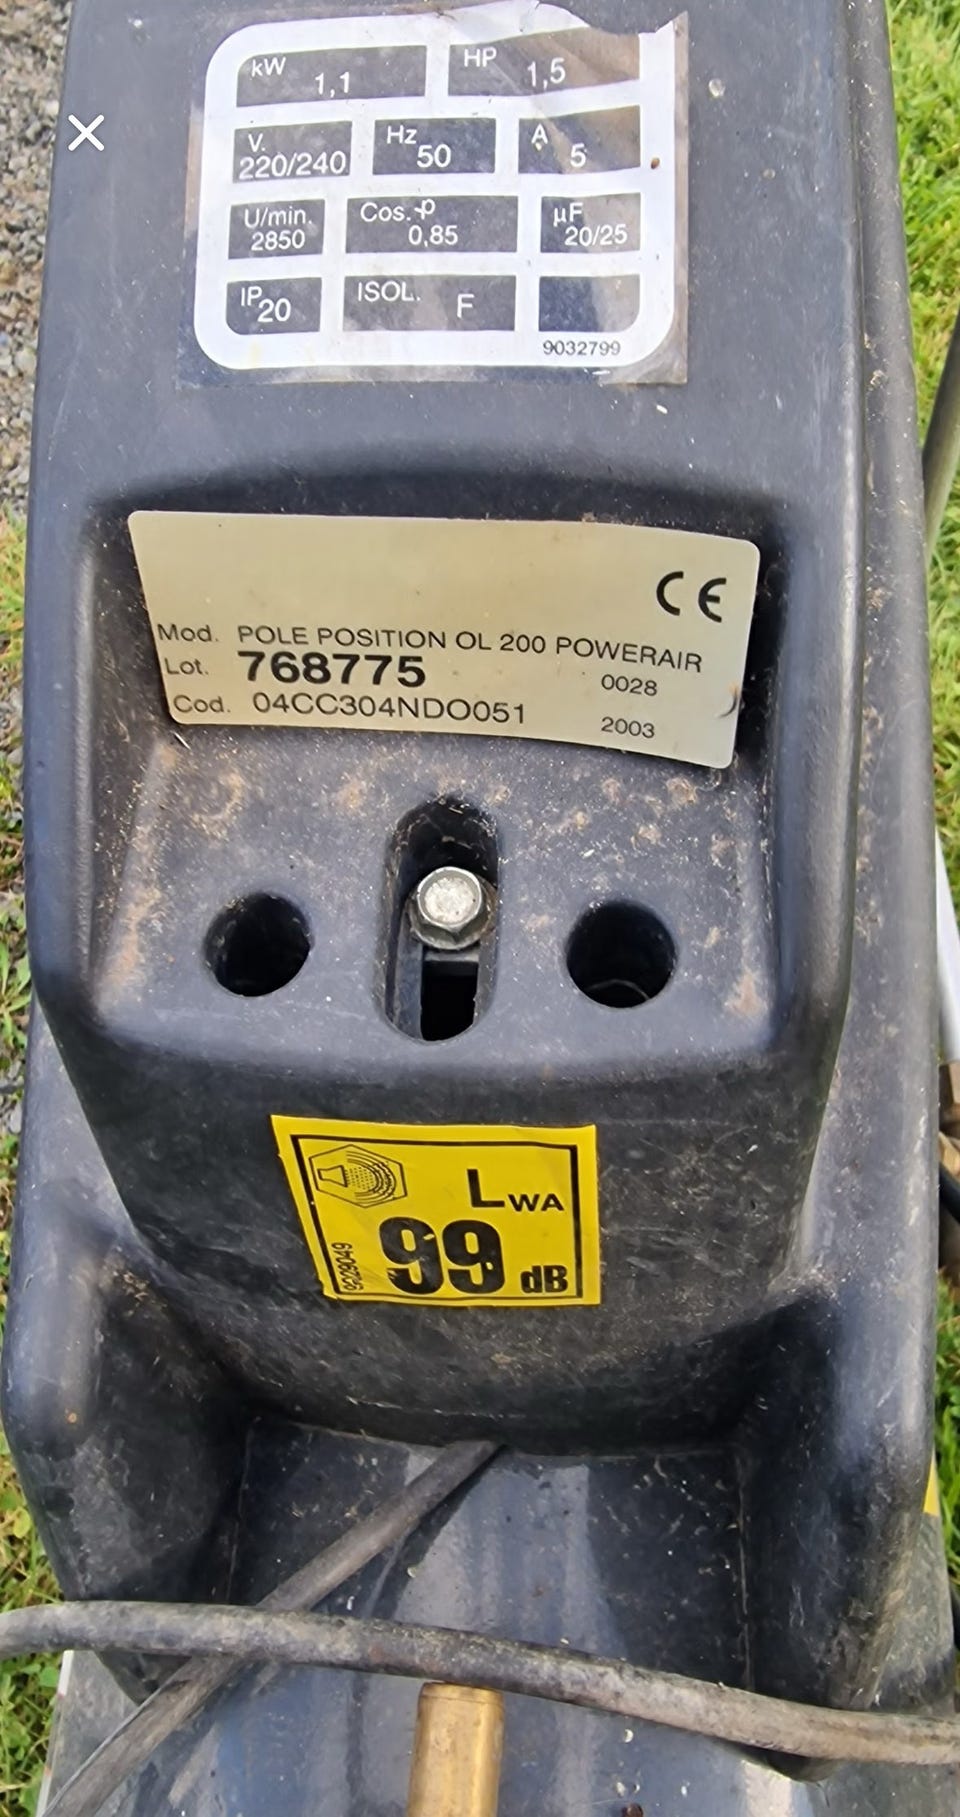 kW 1,1 HP 1,5
V. 220/240 Hz 50 A 5
U/min. 2850 Cos.φ 0,85 µF 20/25
IP 20 ISOL. F
9032799
CE
Mod. POLE POSITION OL 200 POWERAIR
Lot. 768775 0028
Cod. 04CC304NDO051 2003
LWA
99 dB
9029049